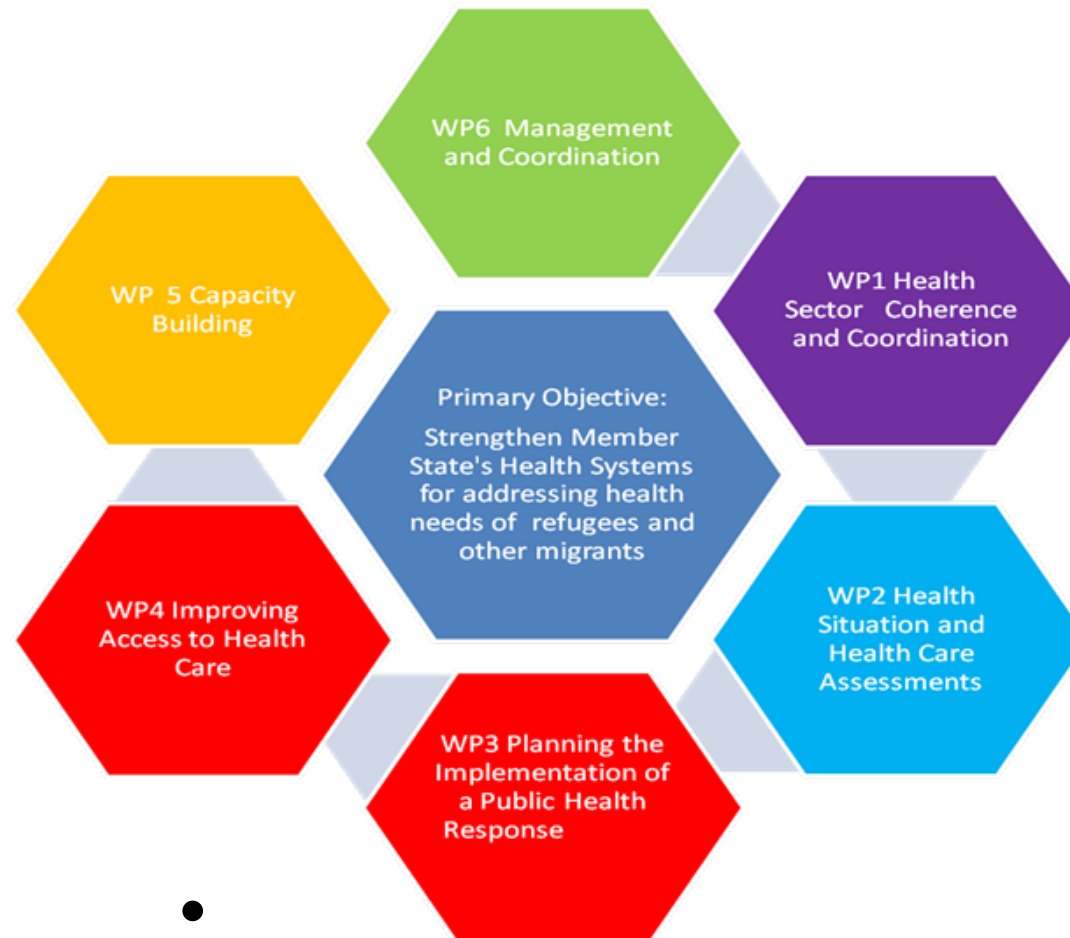 WP6 Management
and Coordination
WP 5 Capacity
Building
WP1 Health
Sector Coherence
and Coordination
Primary Objective:
Strengthen Member
State's Health Systems
for addressing health
needs of refugees and
other migrants
WP4 Improving
Access to Health
Care
WP2 Health
Situation and
Health Care
Assessments
WP3 Planning the
Implementation of
a Public Health
Response